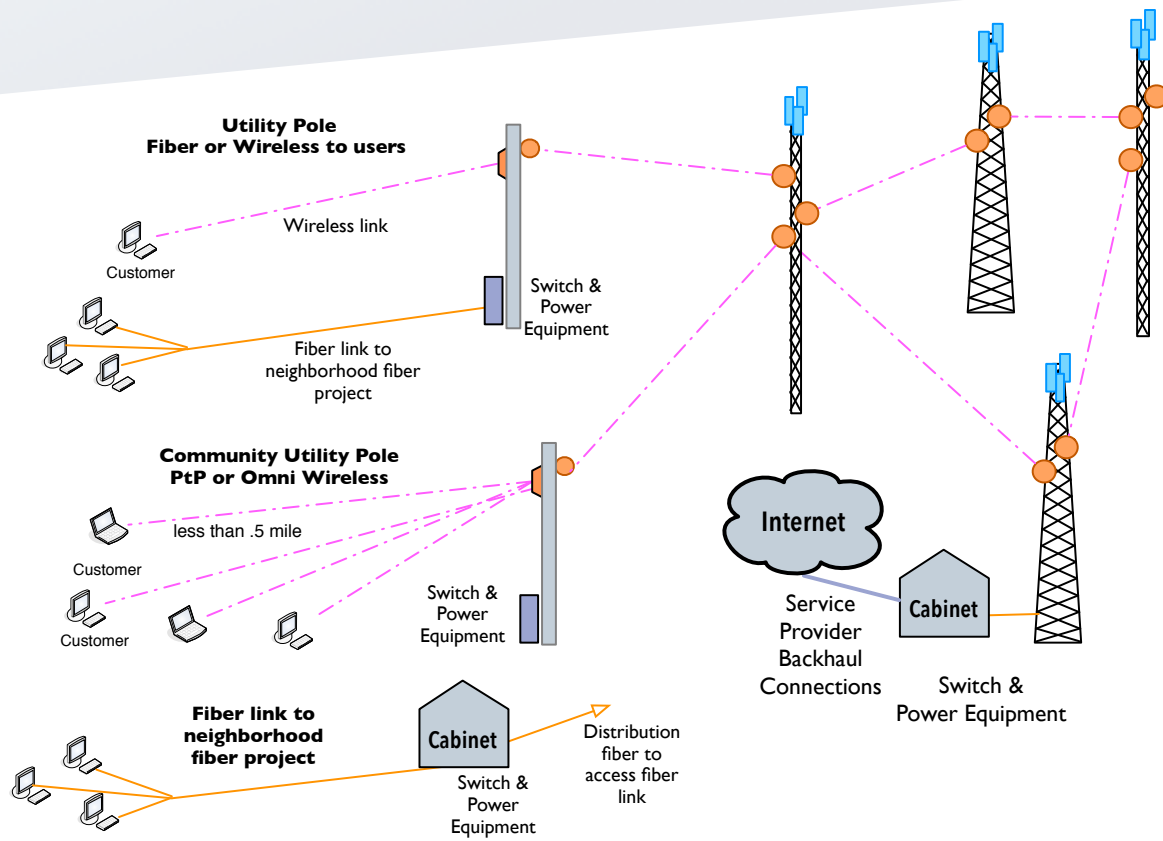 Utility Pole
Fiber or Wireless to users
Wireless link
Customer
Switch &
Power
Equipment
Fiber link to
neighborhood fiber
project
Community Utility Pole
PtP or Omni Wireless
less than .5 mile
Customer
Customer
Switch &
Power
Equipment
Internet
Cabinet
Service
Provider
Backhaul
Connections
Switch &
Power Equipment
Fiber link to
neighborhood
fiber project
Cabinet
Switch &
Power
Equipment
Distribution
fiber to
access fiber
link